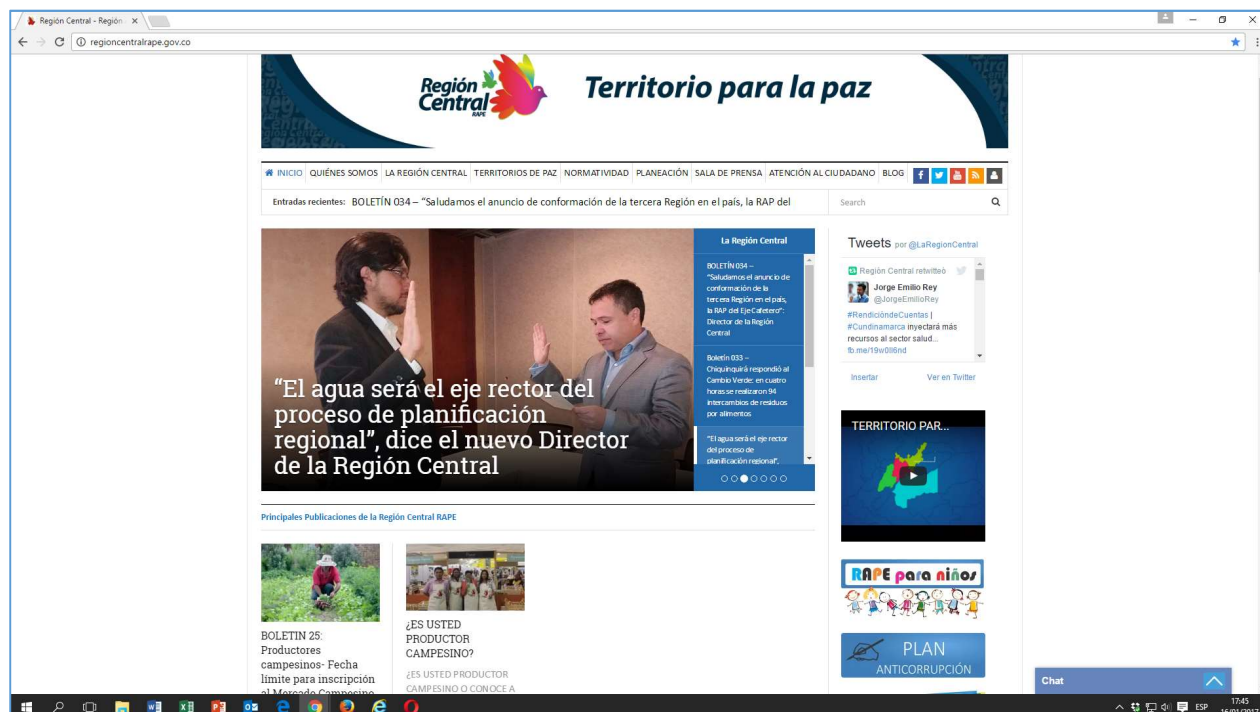 Región Central - Región
regioncentralrape.gov.co
Región
Central
RAPE
Territorio para la paz
INICIO QUIÉNES SOMOS LA REGIÓN CENTRAL TERRITORIOS DE PAZ NORMATIVIDAD PLANEACIÓN SALA DE PRENSA ATENCIÓN AL CIUDADANO BLOG
Entradas recientes: BOLETÍN 034 – “Saludamos el anuncio de conformación de la tercera Región en el país, la RAP del
Search
“El agua será el eje rector del
proceso de planificación
regional”, dice el nuevo Director
de la Región Central
La Región Central
BOLETÍN 034 –
“Saludamos el anuncio de
conformación de la
tercera Región en el país,
la RAP del Eje Cafetero”:
Director de la Región
Central
Boletín 033 –
Chiquinquirá respondió al
Cambio Verde: en cuatro
horas se realizaron 94
intercambios de residuos
por alimentos
“El agua será el eje rector
del proceso de
planificación regional”,
Tweets por @LaRegionCentral
Región Central retwitteó
Jorge Emilio Rey
@JorgeEmilioRey
#RendicióndeCuentas |
#Cundinamarca inyectará más
recursos al sector salud...
fb.me/19w0Il6nd
Insertar Ver en Twitter
TERRITORIO PAR...
Principales Publicaciones de la Región Central RAPE
BOLETIN 25:
Productores
campesinos- Fecha
límite para inscripción
al Mercado Campesino
¿ES USTED
PRODUCTOR
CAMPESINO?
¿ES USTED PRODUCTOR
CAMPESINO O CONOCE A
RAPE para niños
PLAN
ANTICORRUPCIÓN
Chat
ESP
17:45